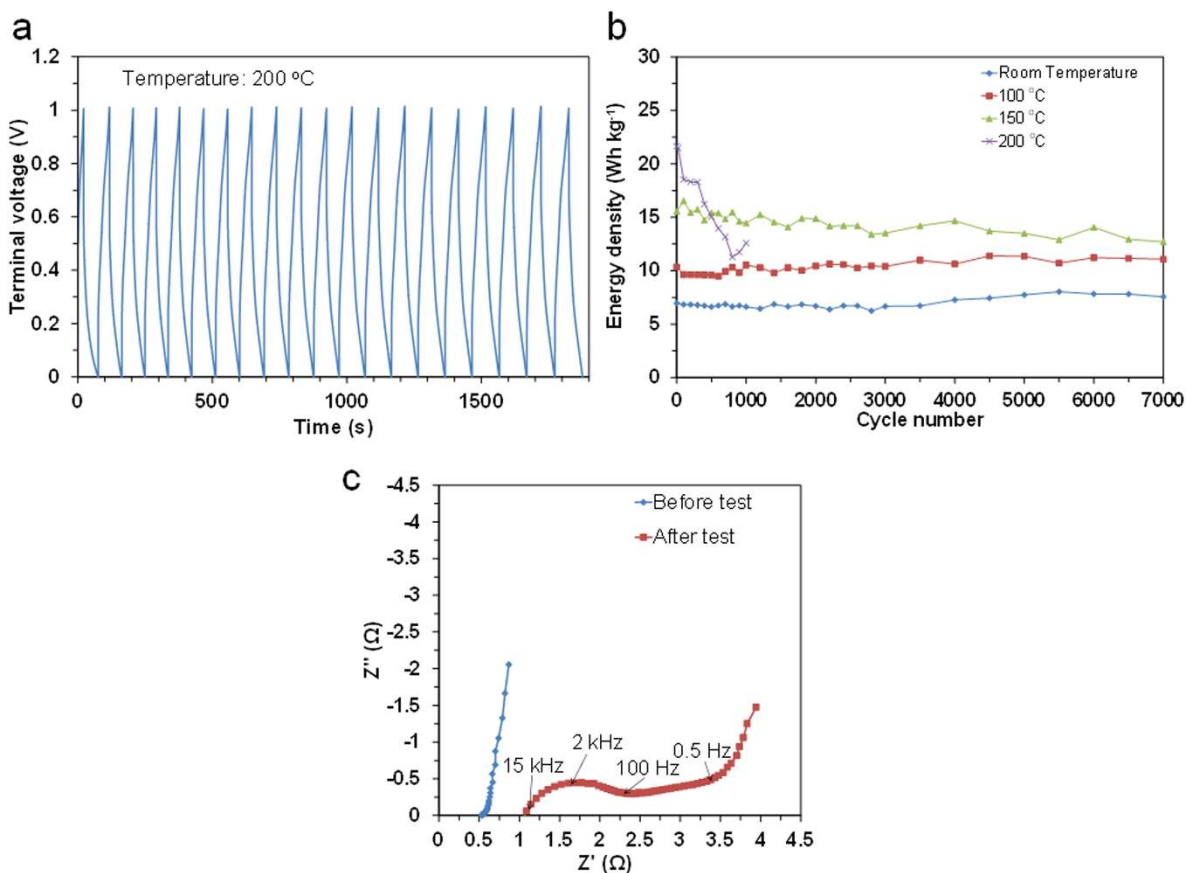 a
1.2
1
0.8
0.6
0.4
0.2
0
Terminal voltage (V)
Temperature: 200 ºC
0 500 1000 1500
Time (s)
b
30
25
20
15
10
5
0
Energy density (Wh kg-1)
Room Temperature
100 °C
150 °C
200 °C
0 1000 2000 3000 4000 5000 6000 7000
Cycle number
c
-4.5
-4
-3.5
-3
-2.5
-2
-1.5
-1
-0.5
0
Z'' (Ω)
Before test
After test
15 kHz
2 kHz
100 Hz
0.5 Hz
0 0.5 1 1.5 2 2.5 3 3.5 4 4.5
Z' (Ω)